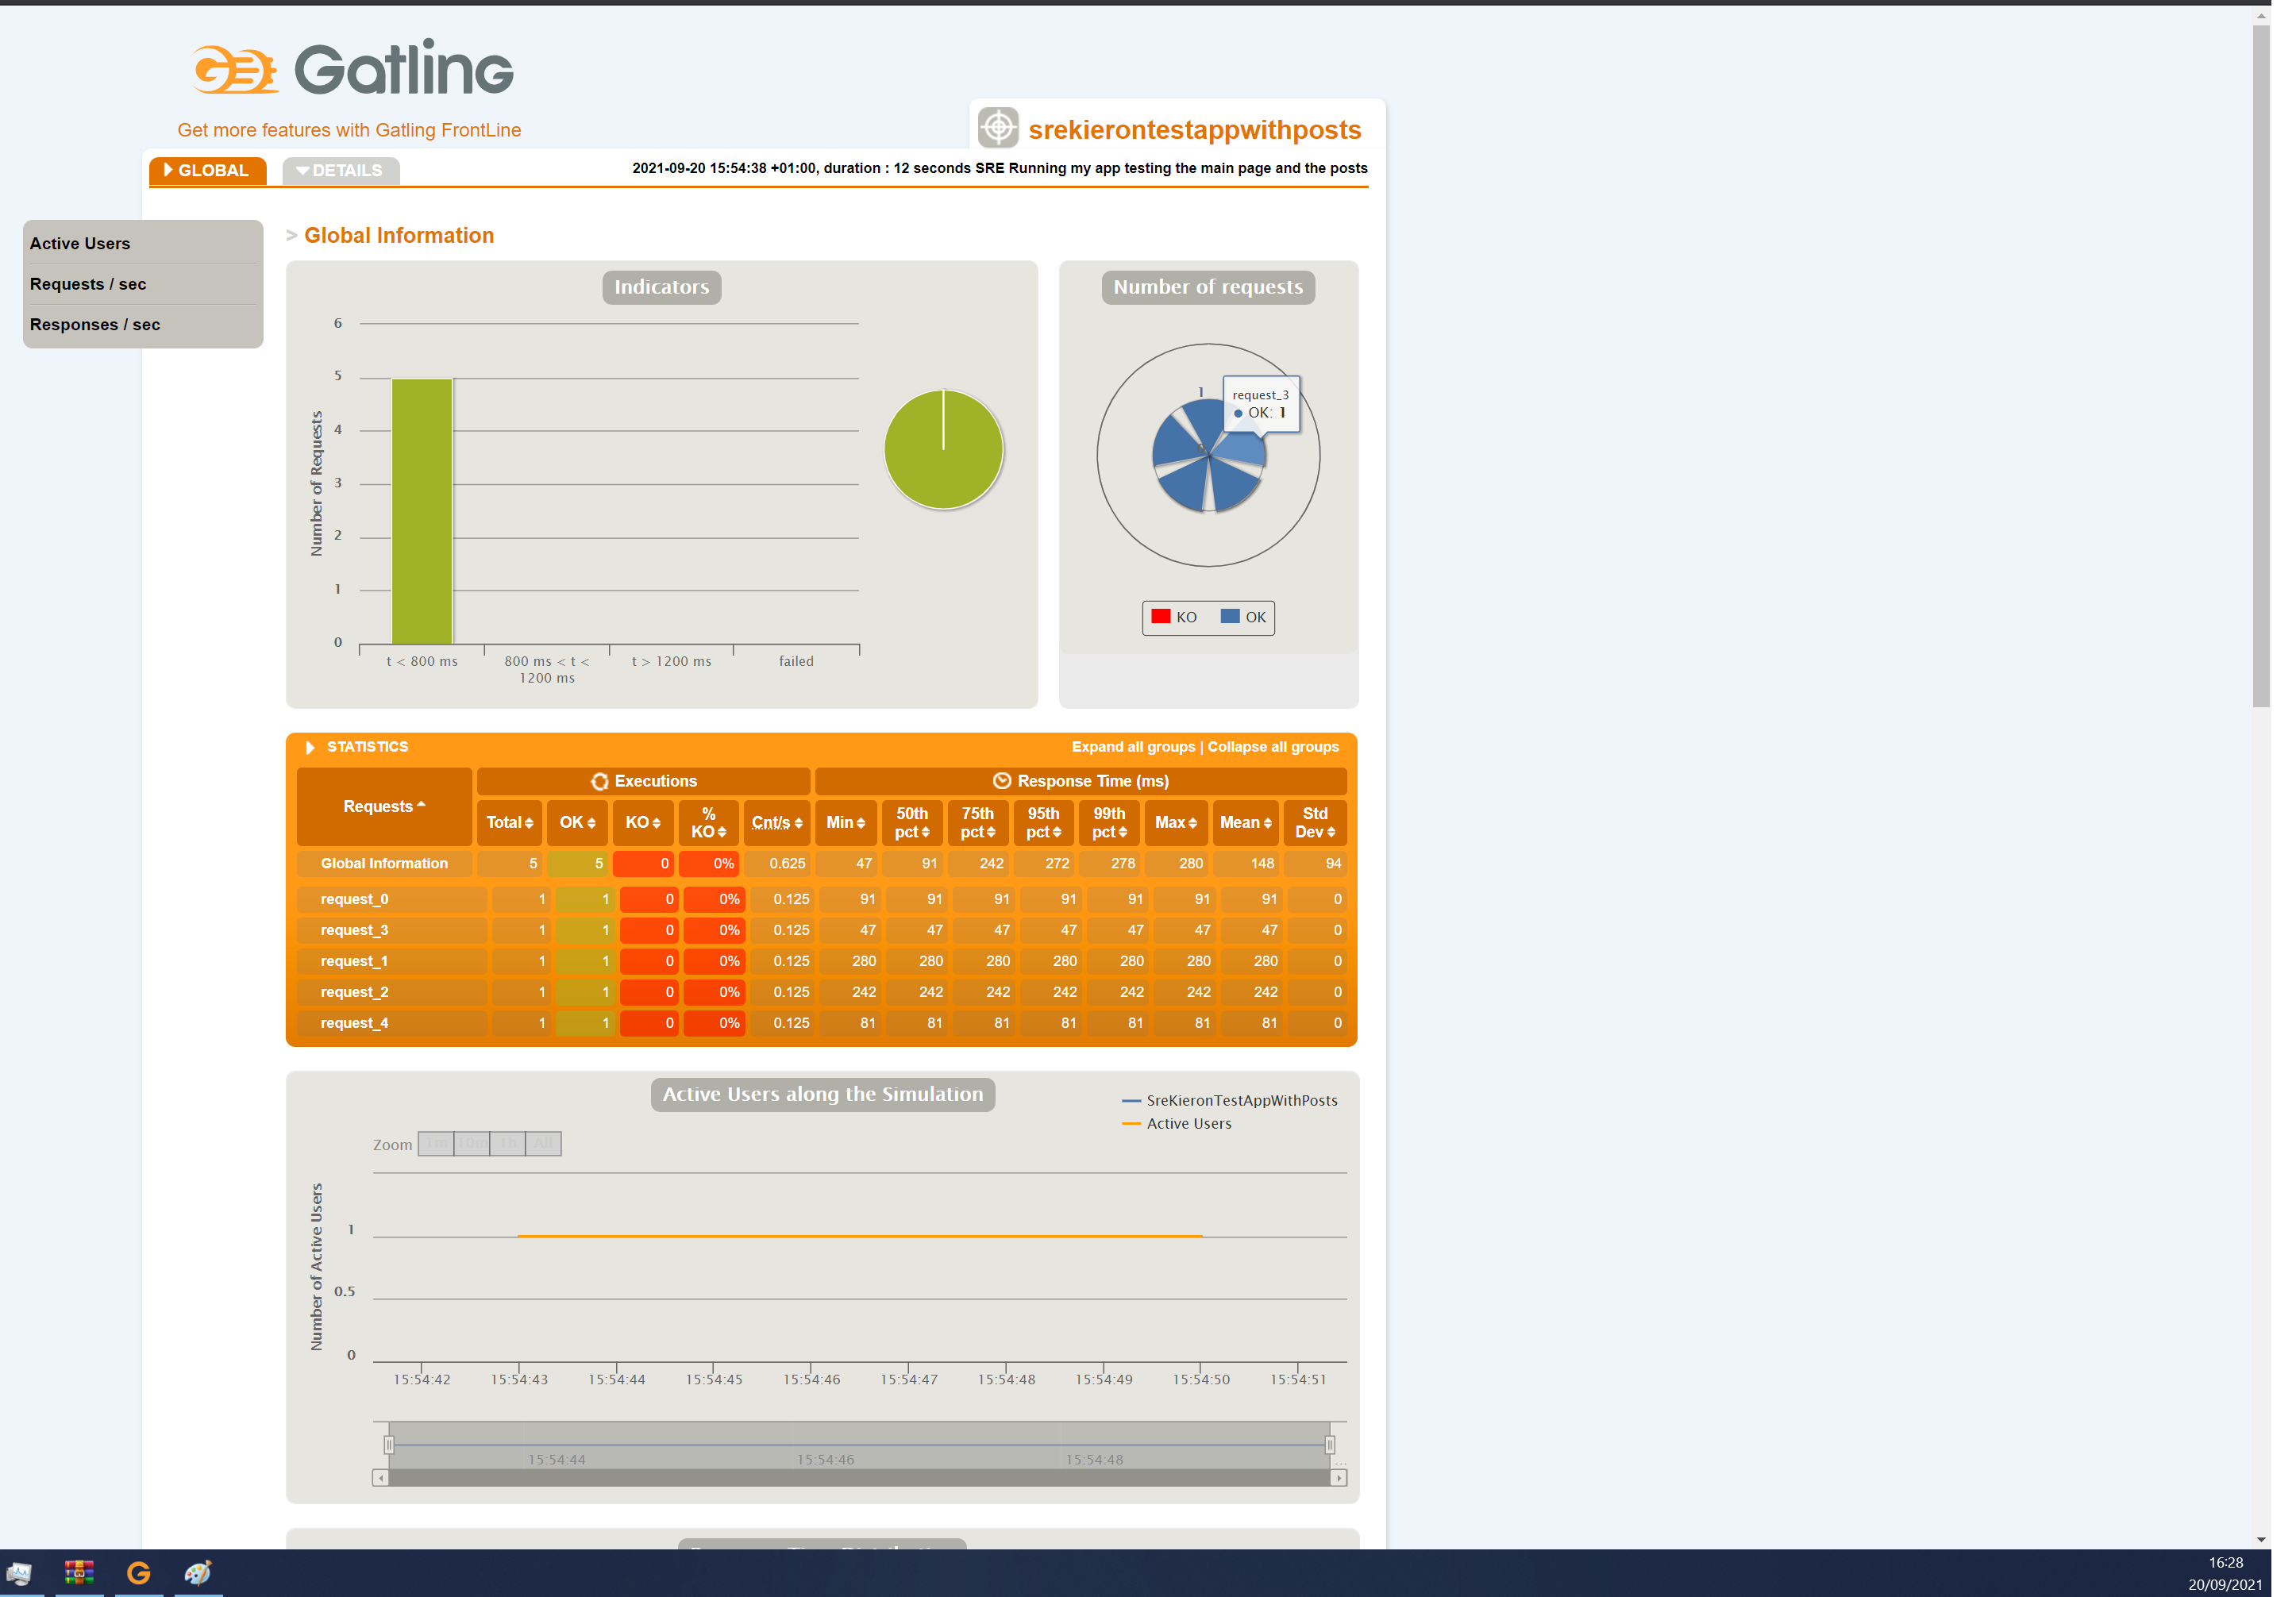 Gatling
Get more features with Gatling FrontLine
srekierontestappwithposts
GLOBAL
DETAILS
2021-09-20 15:54:38 +01:00, duration : 12 seconds SRE Running my app testing the main page and the posts
Active Users
Requests / sec
Responses / sec
> Global Information
Indicators
Number of Requests
6
5
4
3
2
1
0
t < 800 ms
800 ms < t <
1200 ms
t > 1200 ms
failed
Number of requests
1
request_3
OK: 1
KO
OK
STATISTICS
Expand all groups | Collapse all groups
Requests
Executions
Response Time (ms)
Total OK KO % KO Cnt/s Min 50th pct 75th pct 95th pct 99th pct Max Mean Std Dev
Global Information 5 5 0 0% 0.625 47 91 242 272 278 280 148 94
request_0 1 1 0 0% 0.125 91 91 91 91 91 91 91 0
request_3 1 1 0 0% 0.125 47 47 47 47 47 47 47 0
request_1 1 1 0 0% 0.125 280 280 280 280 280 280 280 0
request_2 1 1 0 0% 0.125 242 242 242 242 242 242 242 0
request_4 1 1 0 0% 0.125 81 81 81 81 81 81 81 0
Active Users along the Simulation
SreKieronTestAppWithPosts
Active Users
Zoom 1m 10m 1h All
Number of Active Users
1
0.5
0
15:54:42 15:54:43 15:54:44 15:54:45 15:54:46 15:54:47 15:54:48 15:54:49 15:54:50 15:54:51
15:54:44 15:54:46 15:54:48 ...
16:28
20/09/2021